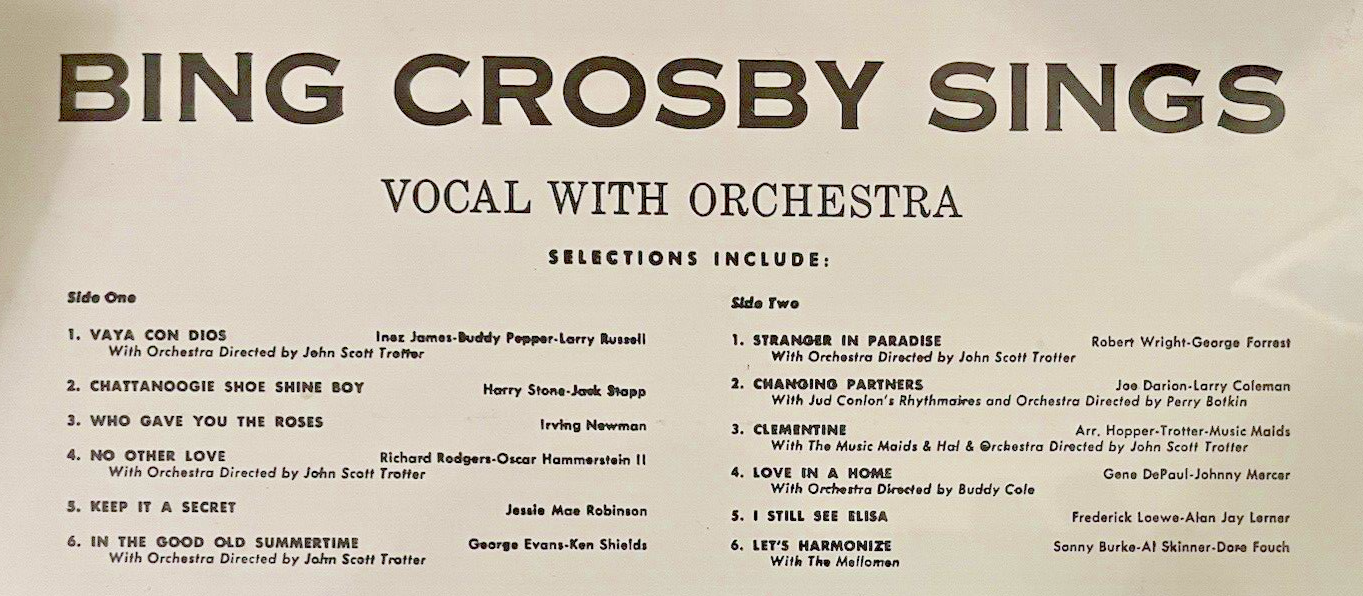 BING CROSBY SINGS
VOCAL WITH ORCHESTRA
SELECTIONS INCLUDE:
Side One
1. VAYA CON DIOS Inez James-Buddy Pepper-Larry Russell
With Orchestra Directed by John Scott Trotter
2. CHATTANOOGIE SHOE SHINE BOY Harry Stone-Jack Stapp
3. WHO GAVE YOU THE ROSES Irving Newman
4. NO OTHER LOVE Richard Rodgers-Oscar Hammerstein II
With Orchestra Directed by John Scott Trotter
5. KEEP IT A SECRET Jessie Mae Robinson
6. IN THE GOOD OLD SUMMERTIME George Evans-Ken Shields
With Orchestra Directed by John Scott Trotter
Side Two
1. STRANGER IN PARADISE Robert Wright-George Forrest
With Orchestra Directed by John Scott Trotter
2. CHANGING PARTNERS Joe Darion-Larry Coleman
With Jud Conlon's Rhythmaires and Orchestra Directed by Perry Botkin
3. CLEMENTINE Arr. Hopper-Trotter-Music Maids
With The Music Maids & Hal & Orchestra Directed by John Scott Trotter
4. LOVE IN A HOME Gene DePaul-Johnny Mercer
With Orchestra Directed by Buddy Cole
5. I STILL SEE ELISA Frederick Loewe-Alan Jay Lerner
6. LET'S HARMONIZE Sonny Burke-Al Skinner-Dore Fouch
With The Mellomen